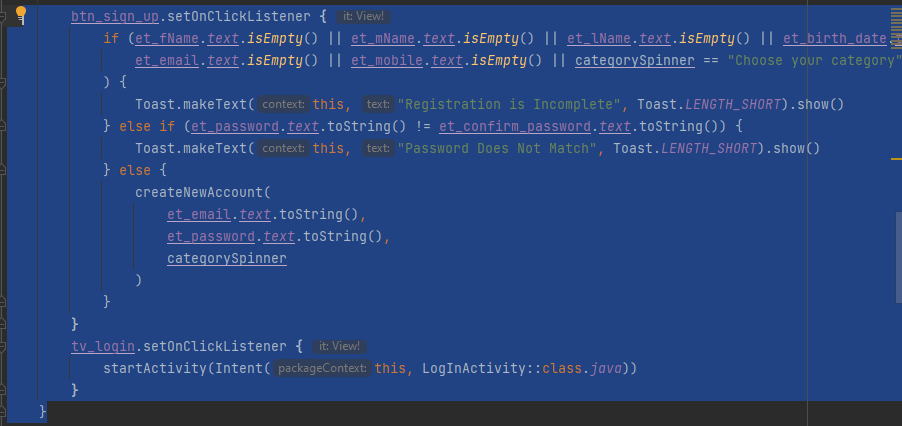 btn_sign_up.setOnClickListener { it: View!
if (et_fName.text.isEmpty() || et_mName.text.isEmpty() || et_lName.text.isEmpty() || et_birth_date.
et_email.text.isEmpty() || et_mobile.text.isEmpty() || categorySpinner == "Choose your category"
) {
Toast.makeText( context: this, text: "Registration is Incomplete", Toast.LENGTH_SHORT).show()
} else if (et_password.text.toString() != et_confirm_password.text.toString()) {
Toast.makeText( context: this, text: "Password Does Not Match", Toast.LENGTH_SHORT).show()
} else {
createNewAccount(
et_email.text.toString(),
et_password.text.toString(),
categorySpinner
)
}
}
tv_login.setOnClickListener { it: View!
startActivity(Intent( packageContext: this, LogInActivity::class.java))
}
}